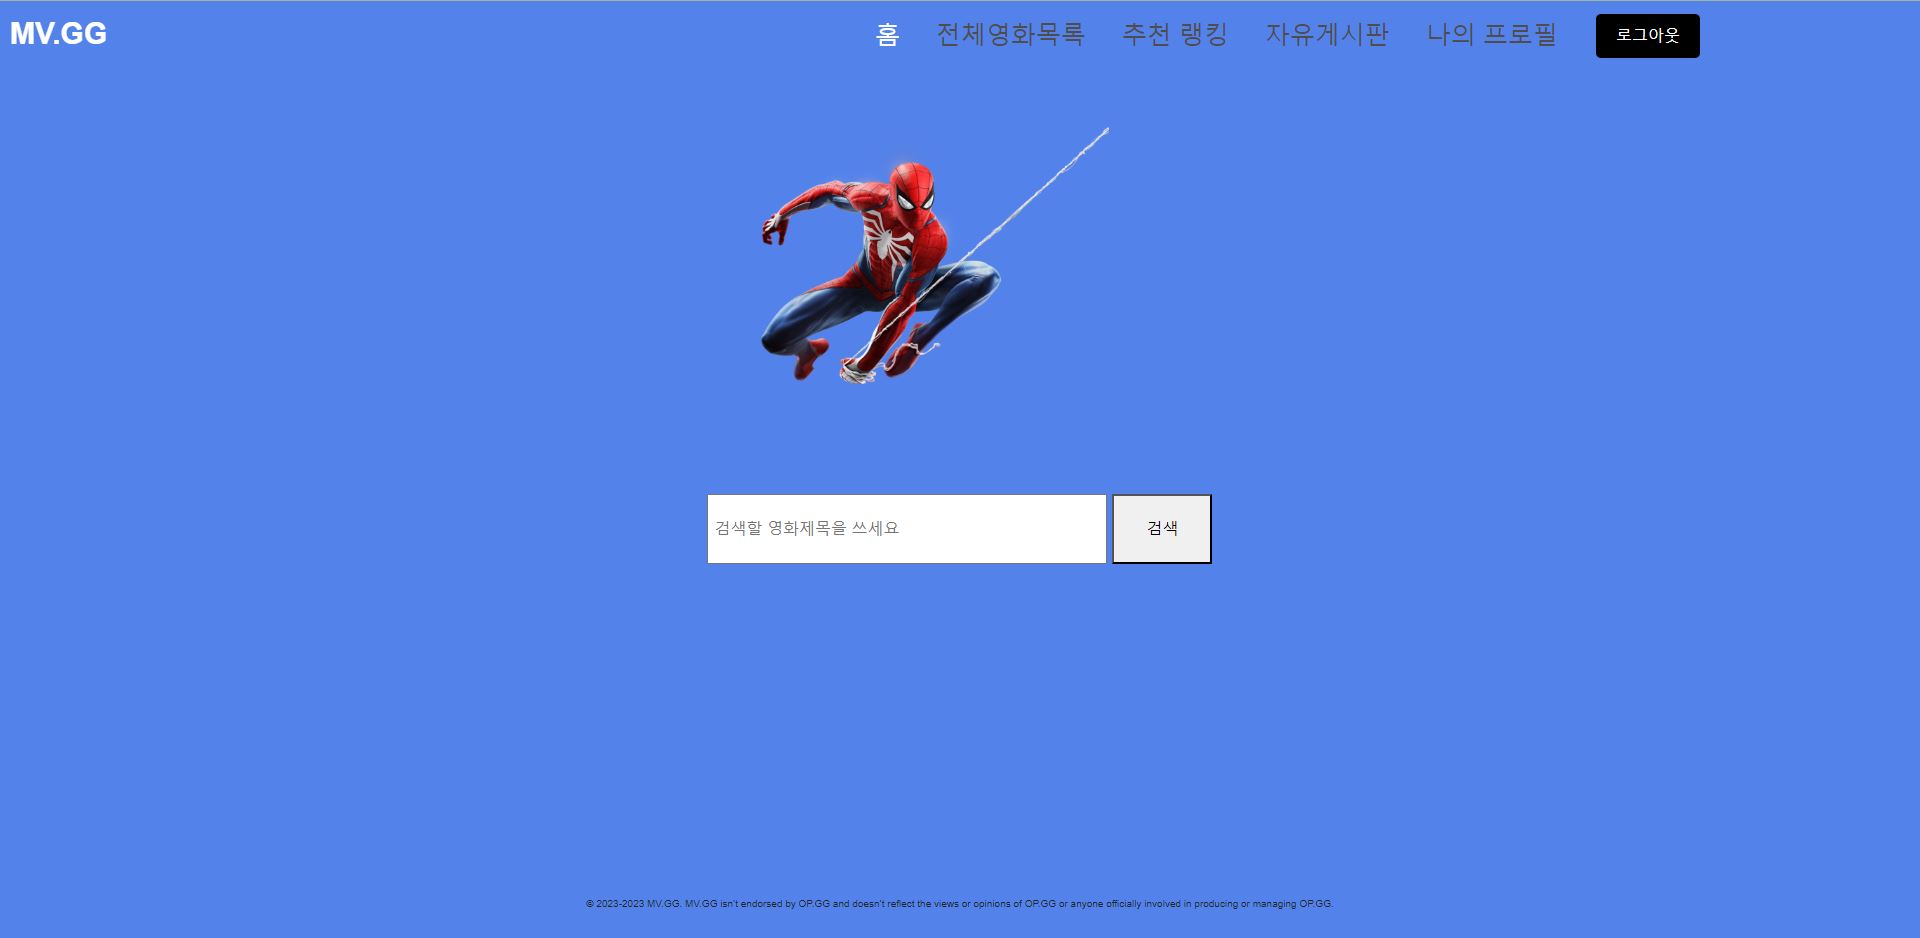 MV.GG
홈 전체영화목록 추천 랭킹 자유게시판 나의 프로필 로그아웃
검색할 영화제목을 쓰세요 검색
© 2023-2023 MV.GG. MV.GG isn't endorsed by OP.GG and doesn't reflect the views or opinions of OP.GG or anyone officially involved in producing or managing OP.GG.